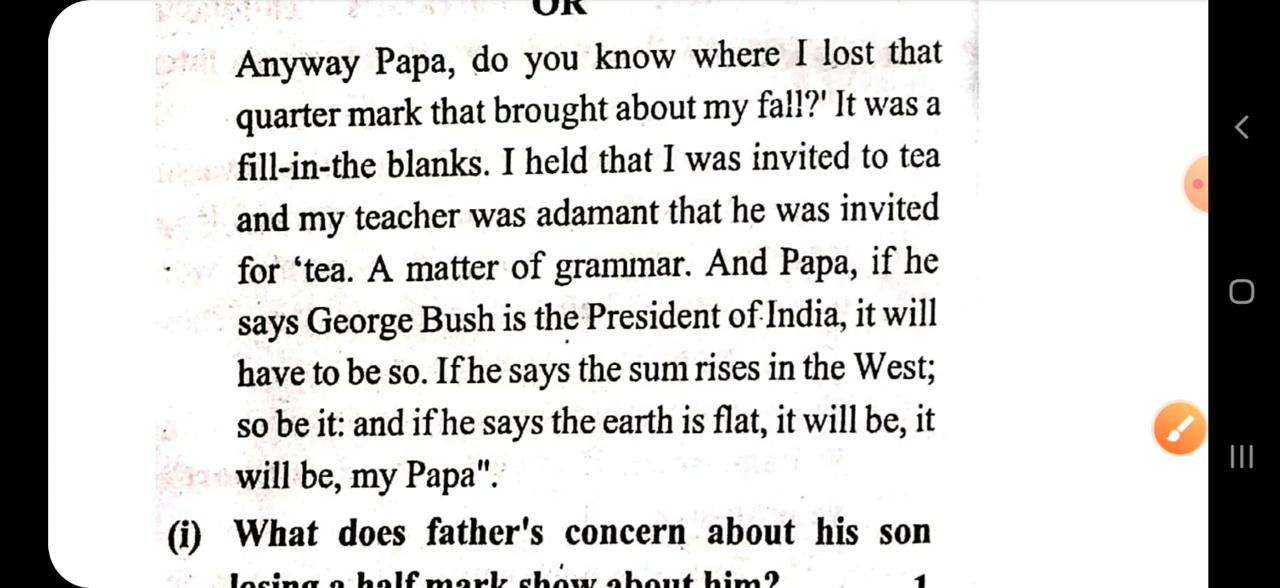 OR
Anyway Papa, do you know where I lost that
quarter mark that brought about my fall?' It was a
fill-in-the blanks. I held that I was invited to tea
and my teacher was adamant that he was invited
for ‘tea. A matter of grammar. And Papa, if he
says George Bush is the President of India, it will
have to be so. If he says the sum rises in the West;
so be it: and if he says the earth is flat, it will be, it
will be, my Papa".
(i) What does father's concern about his son
losing a half mark show about him? 1